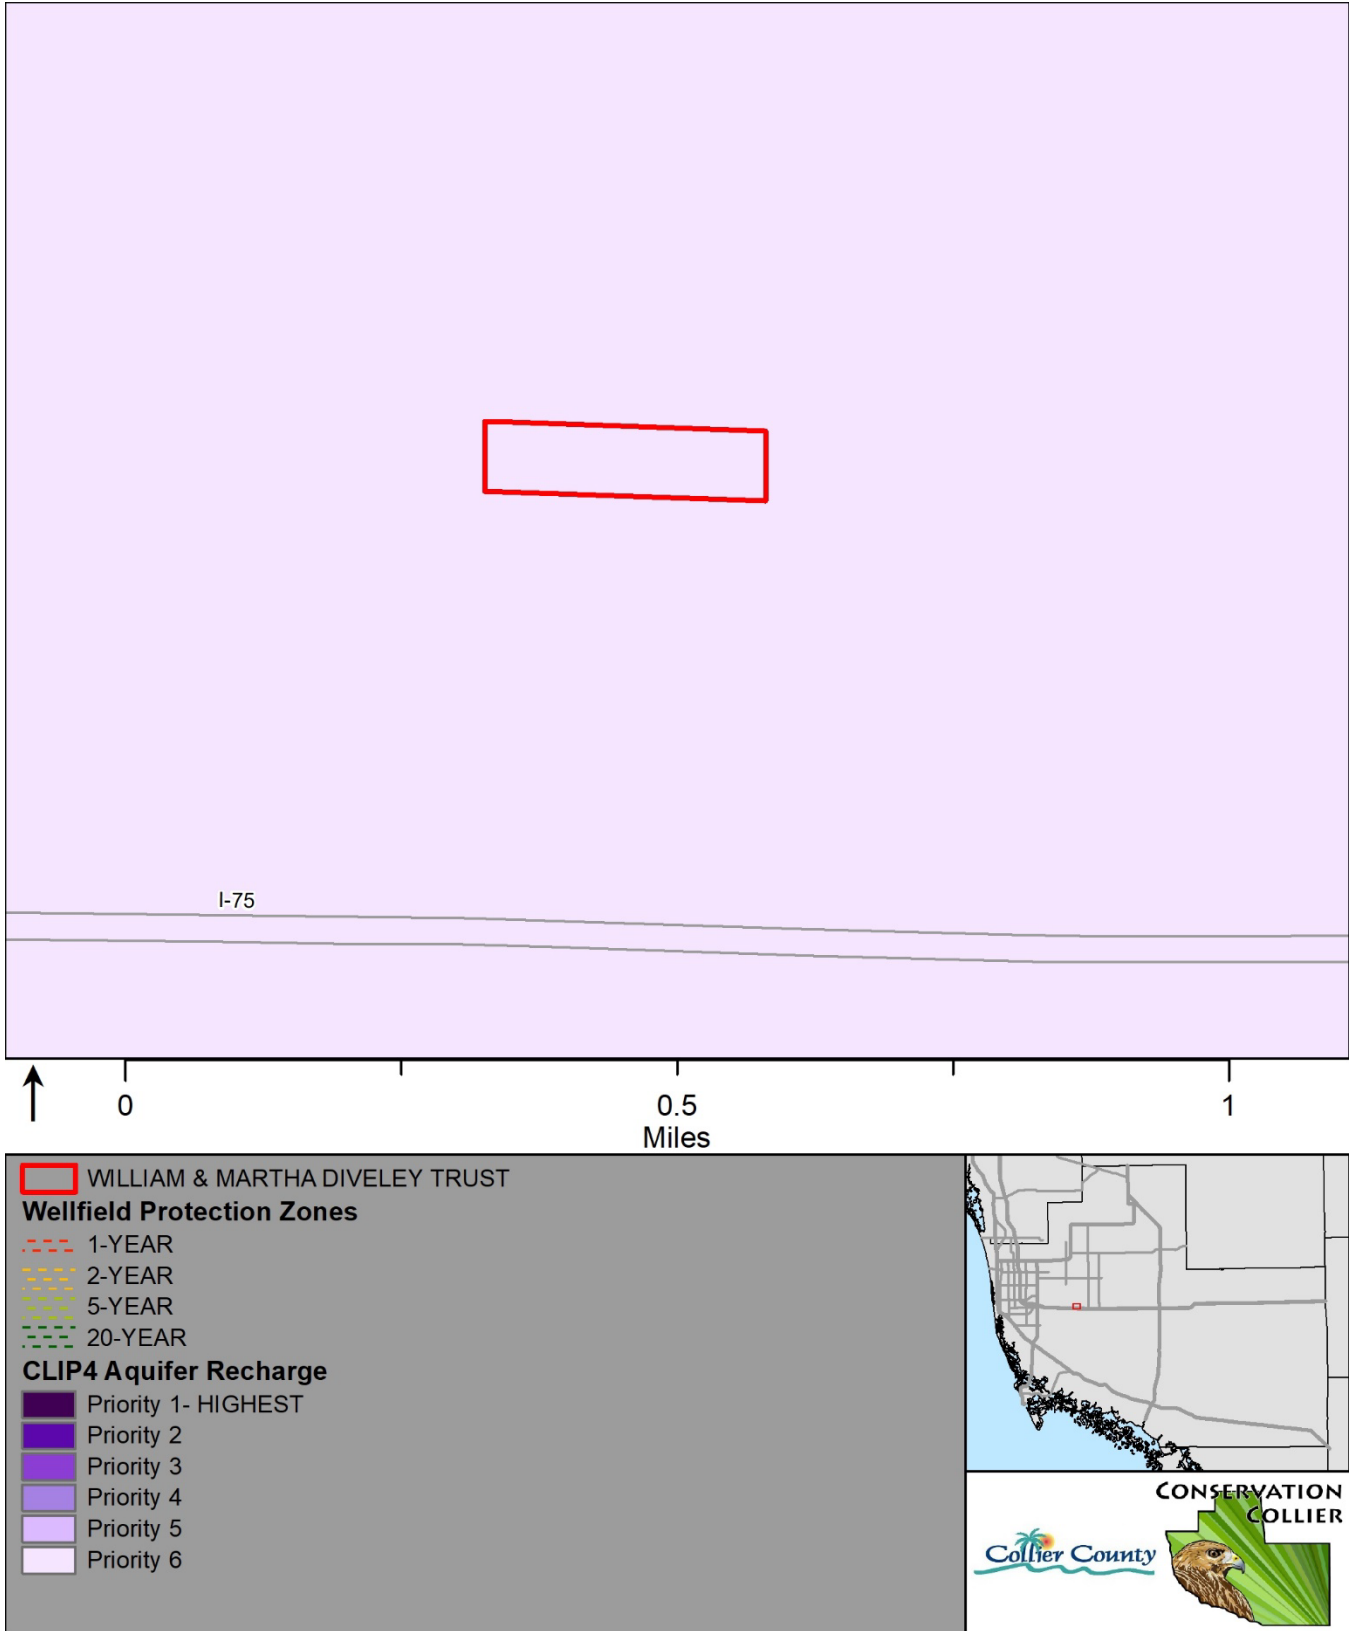 I-75
0 0.5 1
Miles
WILLIAM & MARTHA DIVELEY TRUST
Wellfield Protection Zones
1-YEAR
2-YEAR
5-YEAR
20-YEAR
CLIP4 Aquifer Recharge
Priority 1- HIGHEST
Priority 2
Priority 3
Priority 4
Priority 5
Priority 6
CONSERVATION
COLLIER
Collier County